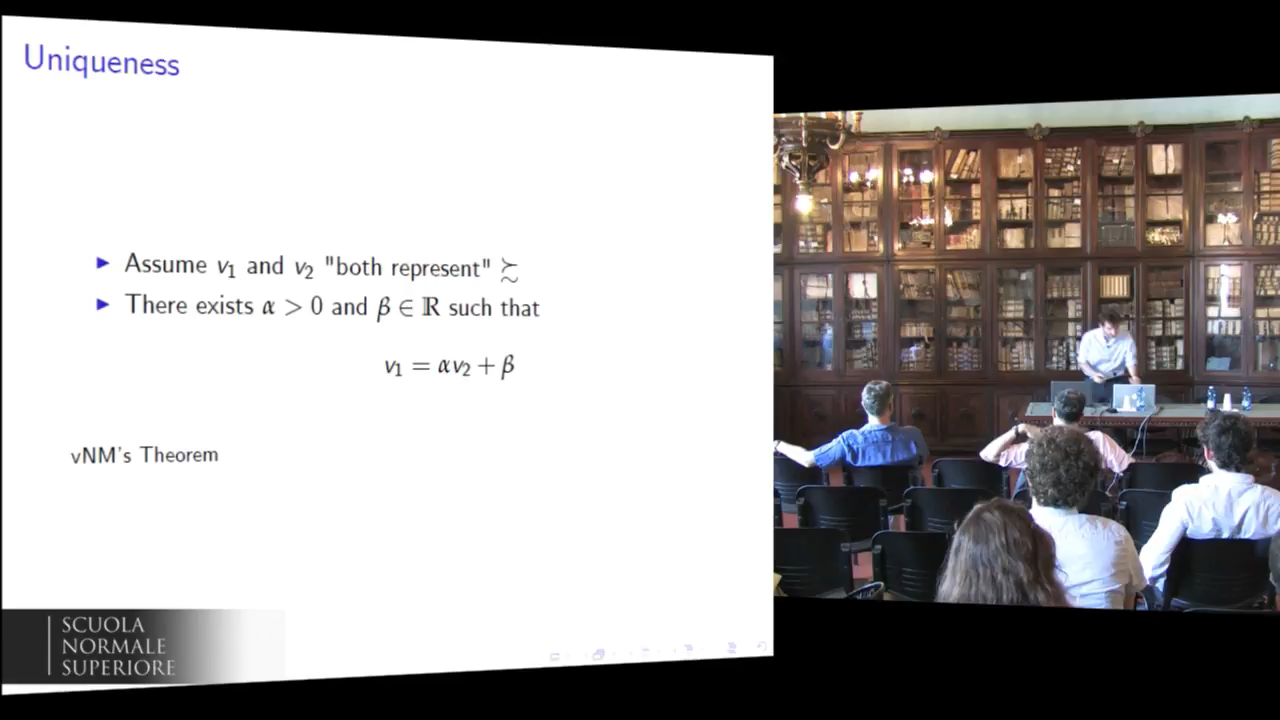 Uniqueness
▶ Assume v₁ and v₂ "both represent" ≿
▶ There exists α > 0 and β ∈ ℝ such that
v₁ = αv₂ + β
vNM's Theorem
SCUOLA
NORMALE
SUPERIORE